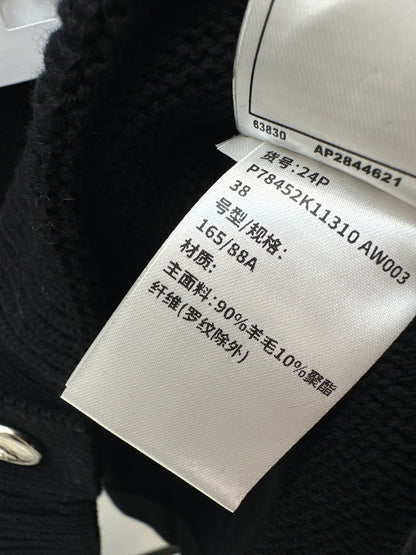 63830 AP2844621
货号:24P
P78452K11310 AW003
38
号型/规格:
165/88A
材质:
主面料:90%羊毛10%聚酯
纤维(罗纹除外)